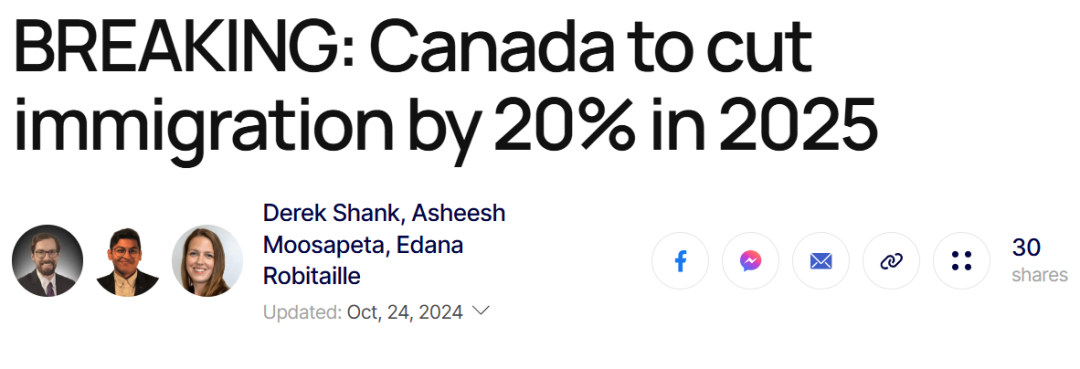 BREAKING: Canada to cut
immigration by 20% in 2025
Derek Shank, Asheesh
Moosapeta, Edana
Robitaille
Updated: Oct, 24, 2024
30
shares